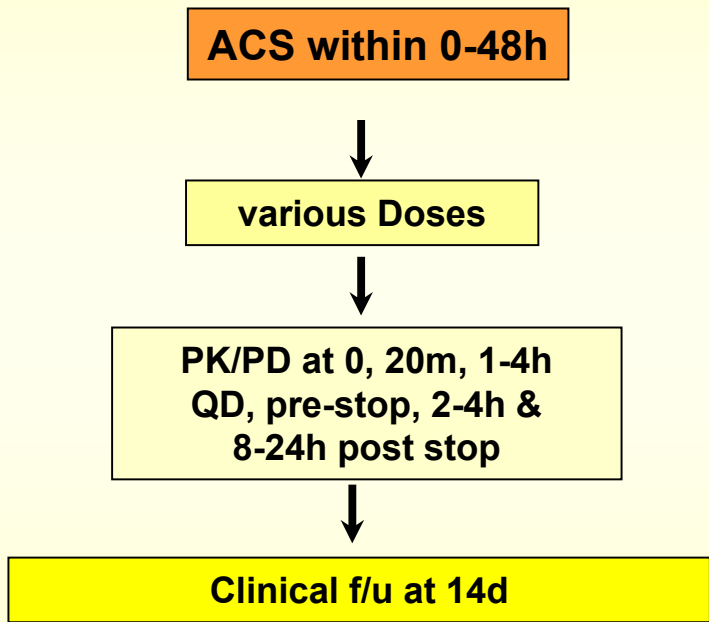 ACS within 0-48h
various Doses
PK/PD at 0, 20m, 1-4h
QD, pre-stop, 2-4h &
8-24h post stop
Clinical f/u at 14d